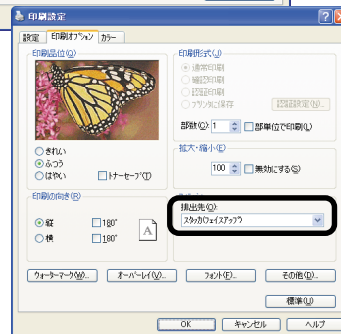 印刷設定
設定 印刷オプション カラー
印刷品位(Q)
きれい
ふつう
はやい トナーセーブ(T)
印刷の向き(R)
縦 180°
横 180°
A
印刷形式(J)
通常印刷
確認印刷
認証印刷
プリンタに保存 認証設定(N)...
部数(C): 1 部単位で印刷(L)
拡大・縮小(E)
100 % 無効にする(S)
排出先(O):
スタッカ(フェイスアップ)
ウォーターマーク(W)... オーバーレイ(V)... フォント(F)... その他(D)...
標準(U)
OK キャンセル ヘルプ